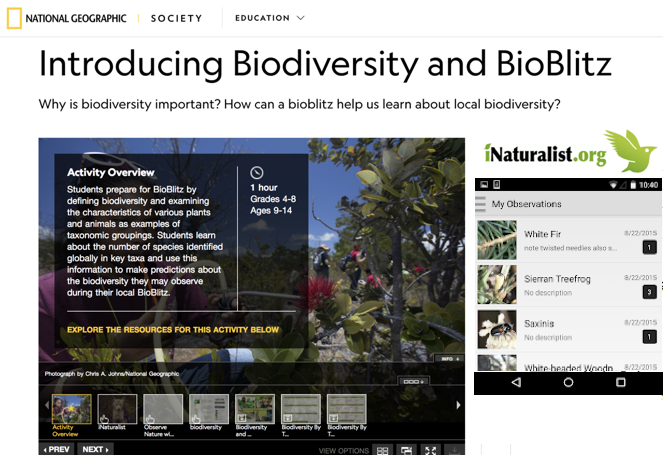 NATIONAL GEOGRAPHIC | SOCIETY EDUCATION
Introducing Biodiversity and BioBlitz
Why is biodiversity important? How can a bioblitz help us learn about local biodiversity?
Activity Overview
Students prepare for BioBlitz by
defining biodiversity and examining
the characteristics of various plants
and animals as examples of
taxonomic groupings. Students learn
about the number of species identified
globally in key taxa and use this
information to make predictions about
the biodiversity they may observe
during their local BioBlitz.
1 hour
Grades 4-8
Ages 9-14
EXPLORE THE RESOURCES FOR THIS ACTIVITY BELOW
INFO
Photograph by Chris A. Johns/National Geographic
Activity Overview
iNaturalist
Observe Nature wi...
biodiversity
Biodiversity and ...
Biodiversity By T...
Biodiversity By T...
PREV
NEXT
VIEW OPTIONS
iNaturalist.org
10:40
My Observations
White Fir 8/22/2015
note twisted needles also s... 1
Sierran Treefrog 8/22/2015
No description 3
Saxinis 8/22/2015
No description 1
White-headed Woodp 8/22/2015